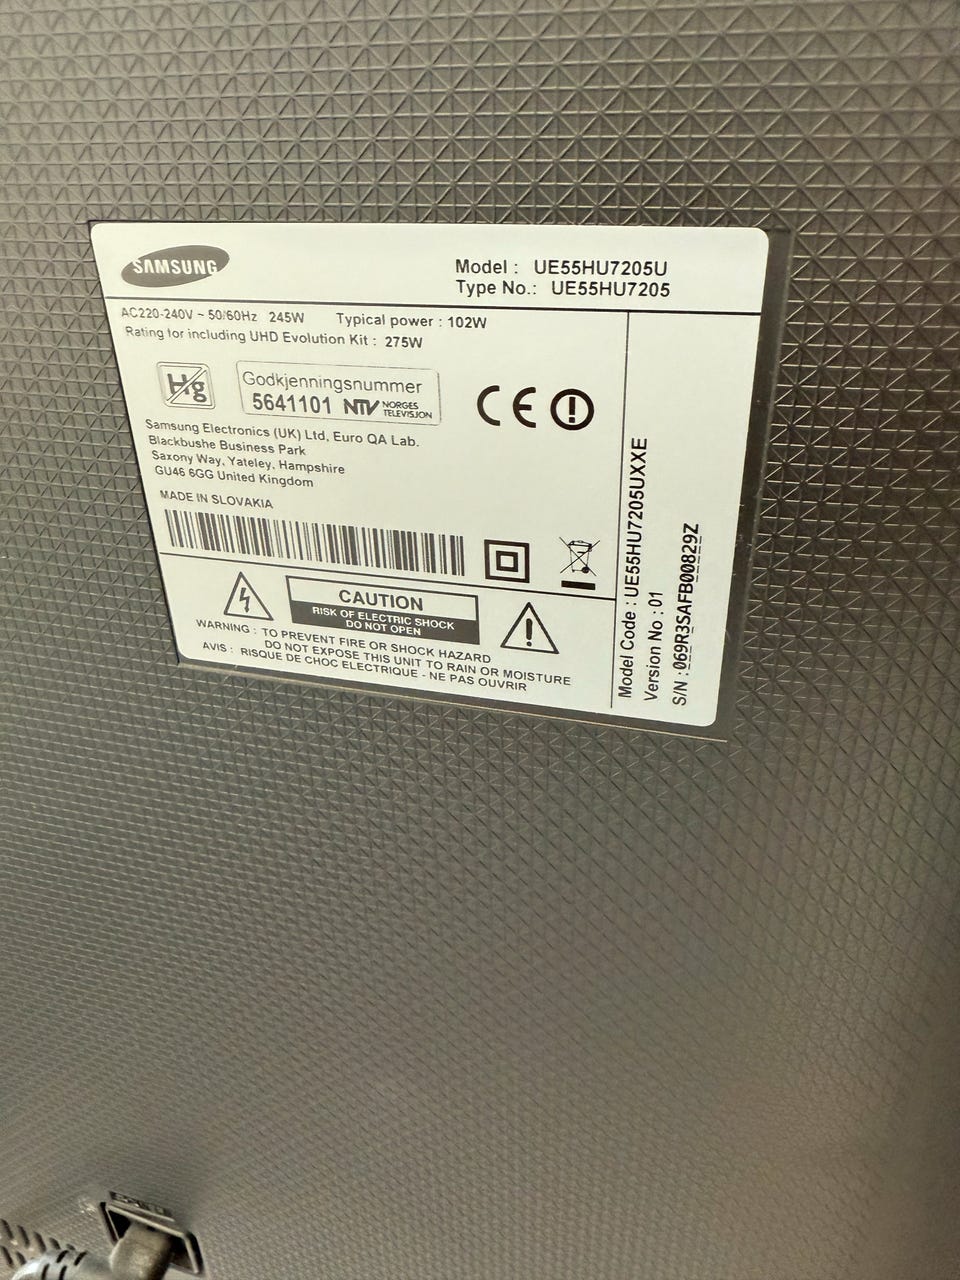 SAMSUNG
Model : UE55HU7205U
Type No.: UE55HU7205
AC220-240V ~ 50/60Hz 245W Typical power : 102W
Rating for including UHD Evolution Kit : 275W
Hg
Godkjenningsnummer
5641101 NTV NORGES TELEVISJON
CE
Samsung Electronics (UK) Ltd, Euro QA Lab.
Blackbushe Business Park
Saxony Way, Yateley, Hampshire
GU46 6GG United Kingdom
MADE IN SLOVAKIA
CAUTION
RISK OF ELECTRIC SHOCK
DO NOT OPEN
WARNING : TO PREVENT FIRE OR SHOCK HAZARD
DO NOT EXPOSE THIS UNIT TO RAIN OR MOISTURE
AVIS : RISQUE DE CHOC ELECTRIQUE - NE PAS OUVRIR
Model Code : UE55HU7205UXXE
Version No : 01
S/N : 069R3SAFB00829Z